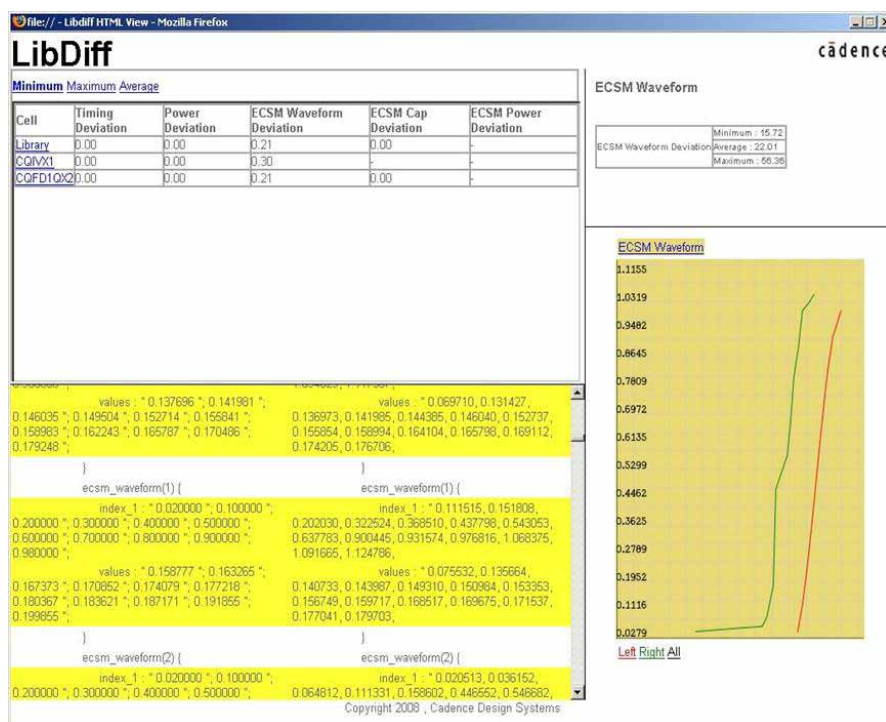 file:// - Libdiff HTML View - Mozilla Firefox
LibDiff
cādence
Minimum Maximum Average
Cell Timing Deviation Power Deviation ECSM Waveform Deviation ECSM Cap Deviation ECSM Power Deviation
Library 0.00 0.00 0.21 0.00 -
CQIVX1 0.00 0.00 0.30 - -
CQFD1QX2 0.00 0.00 0.21 0.00 -
ECSM Waveform
ECSM Waveform Deviation
Minimum : 15.72
Average : 22.01
Maximum : 56.36
values : " 0.137696 "; 0.141981 ";
0.146035 "; 0.149504 "; 0.152714 "; 0.155841 ";
0.158983 "; 0.162243 "; 0.165787 "; 0.170486 ";
0.179248 ";
}
ecsm_waveform(1) {
index_1 : " 0.020000 "; 0.100000 ";
0.200000 "; 0.300000 "; 0.400000 "; 0.500000 ";
0.600000 "; 0.700000 "; 0.800000 "; 0.900000 ";
0.980000 ";
values : " 0.158777 "; 0.163265 ";
0.167373 "; 0.170852 "; 0.174079 "; 0.177218 ";
0.180367 "; 0.183621 "; 0.187171 "; 0.191855 ";
0.199855 ";
}
ecsm_waveform(2) {
index_1 : " 0.020000 "; 0.100000 ";
0.200000 "; 0.300000 "; 0.400000 "; 0.500000 ";
values : " 0.069710, 0.131427,
0.136973, 0.141985, 0.144385, 0.146040, 0.152737,
0.155854, 0.158994, 0.164104, 0.165798, 0.169112,
0.174205, 0.176706,
}
ecsm_waveform(1) {
index_1 : " 0.111515, 0.151808,
0.202030, 0.322524, 0.368510, 0.437798, 0.543053,
0.637783, 0.900445, 0.931574, 0.976816, 1.068375,
1.091665, 1.124786,
values : " 0.075532, 0.135664,
0.140733, 0.143987, 0.149310, 0.150984, 0.153353,
0.156749, 0.159717, 0.168517, 0.169675, 0.171537,
0.177041, 0.179703,
}
ecsm_waveform(2) {
index_1 : " 0.020513, 0.036152,
0.064812, 0.111331, 0.158602, 0.446552, 0.546682,
Copyright 2008 , Cadence Design Systems
ECSM Waveform
1.1155
1.0319
0.9482
0.8645
0.7809
0.6972
0.6135
0.5299
0.4462
0.3625
0.2789
0.1952
0.1116
0.0279
Left Right All